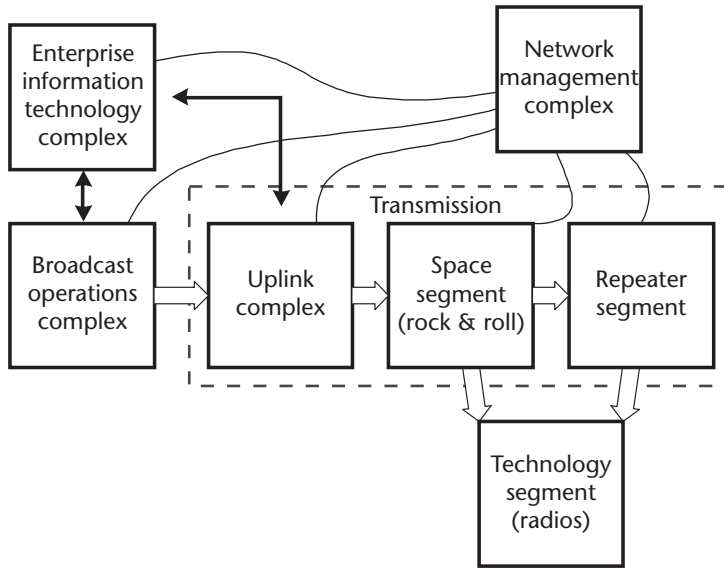 Enterprise
information
technology
complex
Network
management
complex
Transmission
Broadcast
operations
complex
Uplink
complex
Space
segment
(rock & roll)
Repeater
segment
Technology
segment
(radios)